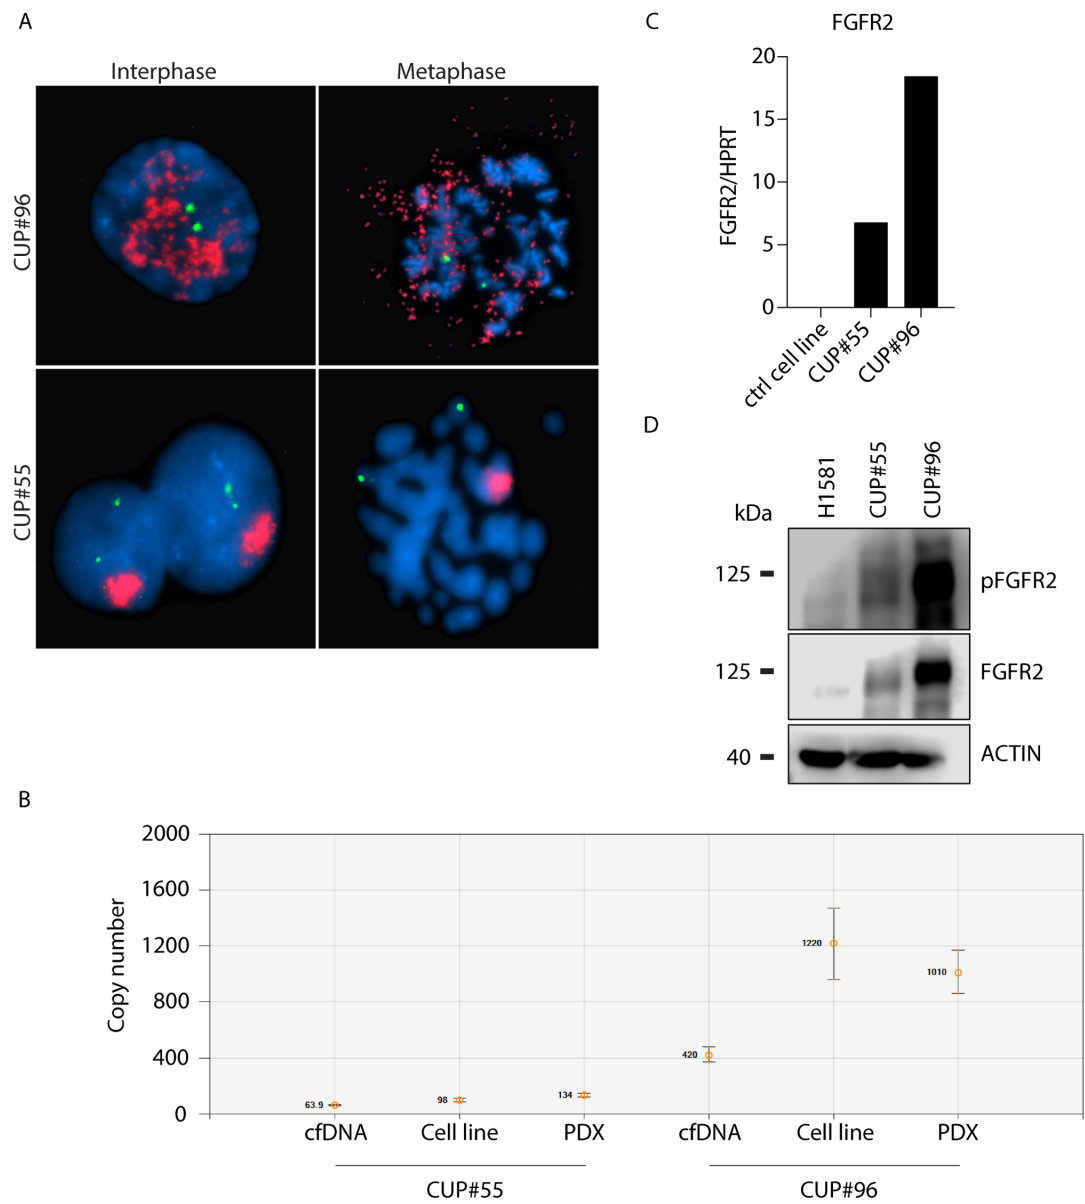 A
Interphase
Metaphase
CUP#96
CUP#55
C
FGFR2
FGFR2/HPRT
20
15
10
5
0
ctrl cell line
CUP#55
CUP#96
D
H1581
CUP#55
CUP#96
kDa
125
pFGFR2
125
FGFR2
40
ACTIN
B
Copy number
2000
1600
1200
800
400
0
63.9
98
134
420
1220
1010
cfDNA Cell line PDX cfDNA Cell line PDX
CUP#55 CUP#96